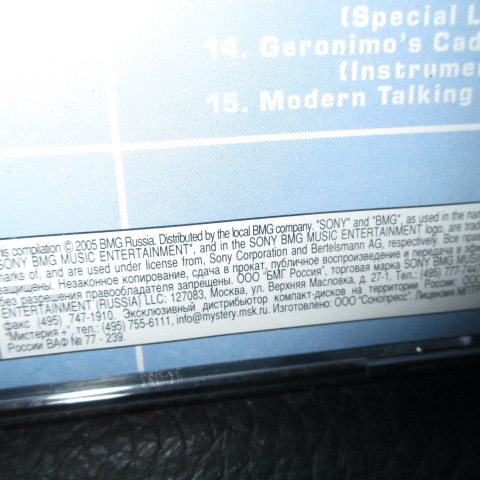 (Special L
14. Geronimo's Cad
(Instrumen
15. Modern Talking
his compilation © 2005 BMG Russia. Distributed by the local BMG company. "SONY" and "BMG", as used in the nam
SONY BMG MUSIC ENTERTAINMENT", and in the SONY BMG MUSIC ENTERTAINMENT logo, are trade
marks of, and are used under license from, Sony Corporation and Bertelsmann AG, respectively. Все пра
защищены. Незаконное копирование, сдача в прокат, публичное воспроизведение и передача в эфире
без разрешения правообладателя запрещены. ООО "БМГ Россия", торговая марка SONY BMG MUSIC
ENTERTAINMENT (RUSSIA) LLC: 127083, Москва, ул. Верхняя Масловка, д. 27-1. Тел.: (495) 777-
факс (495) 747-1910. Эксклюзивный дистрибьютор компакт-дисков на территории России: ООО
"Мистерия + тел.: (495) 755-6111, info@mystery.msk.ru. Изготовлено: ООО "Сонопресс". Лицензия
России ВАФ № 77 - 239.